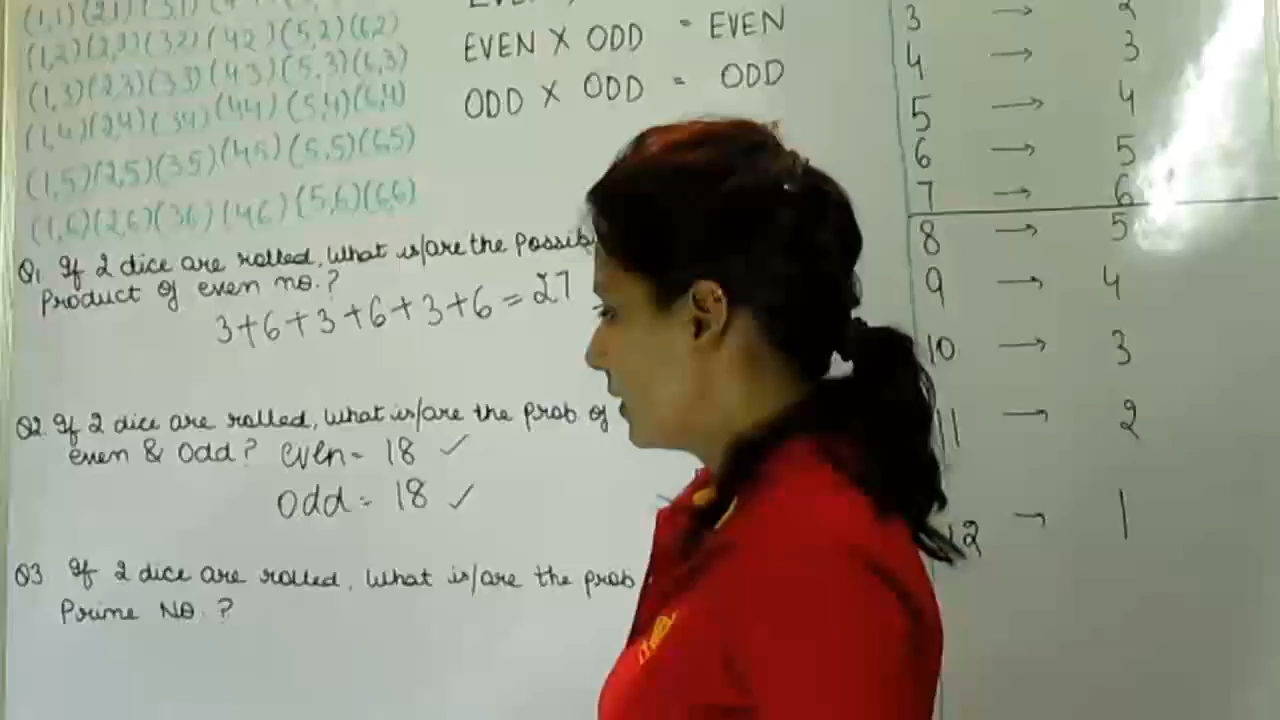 (1,1)(2,1)(3,1)
(1,2)(2,2)(3,2)(4,2)(5,2)(6,2)
(1,3)(2,3)(3,3)(4,3)(5,3)(6,3)
(1,4)(2,4)(3,4)(4,4)(5,4)(6,4)
(1,5)(2,5)(3,5)(4,5)(5,5)(6,5)
(1,6)(2,6)(3,6)(4,6)(5,6)(6,6)
EVEN X ODD = EVEN
ODD X ODD = ODD
Q1 If 2 dice are rolled, What is/are the Possib
Product of even no.?
3+6+3+6+3+6=27
Q2. If 2 dice are rolled, What is/are the prob of
even & Odd? even = 18 ✓
Odd = 18 ✓
Q3 If 2 dice are rolled, What is/are the prob
Prime No.?
3 → 2
4 → 3
5 → 4
6 → 5
7 → 6
8 → 5
9 → 4
10 → 3
11 → 2
12 → 1